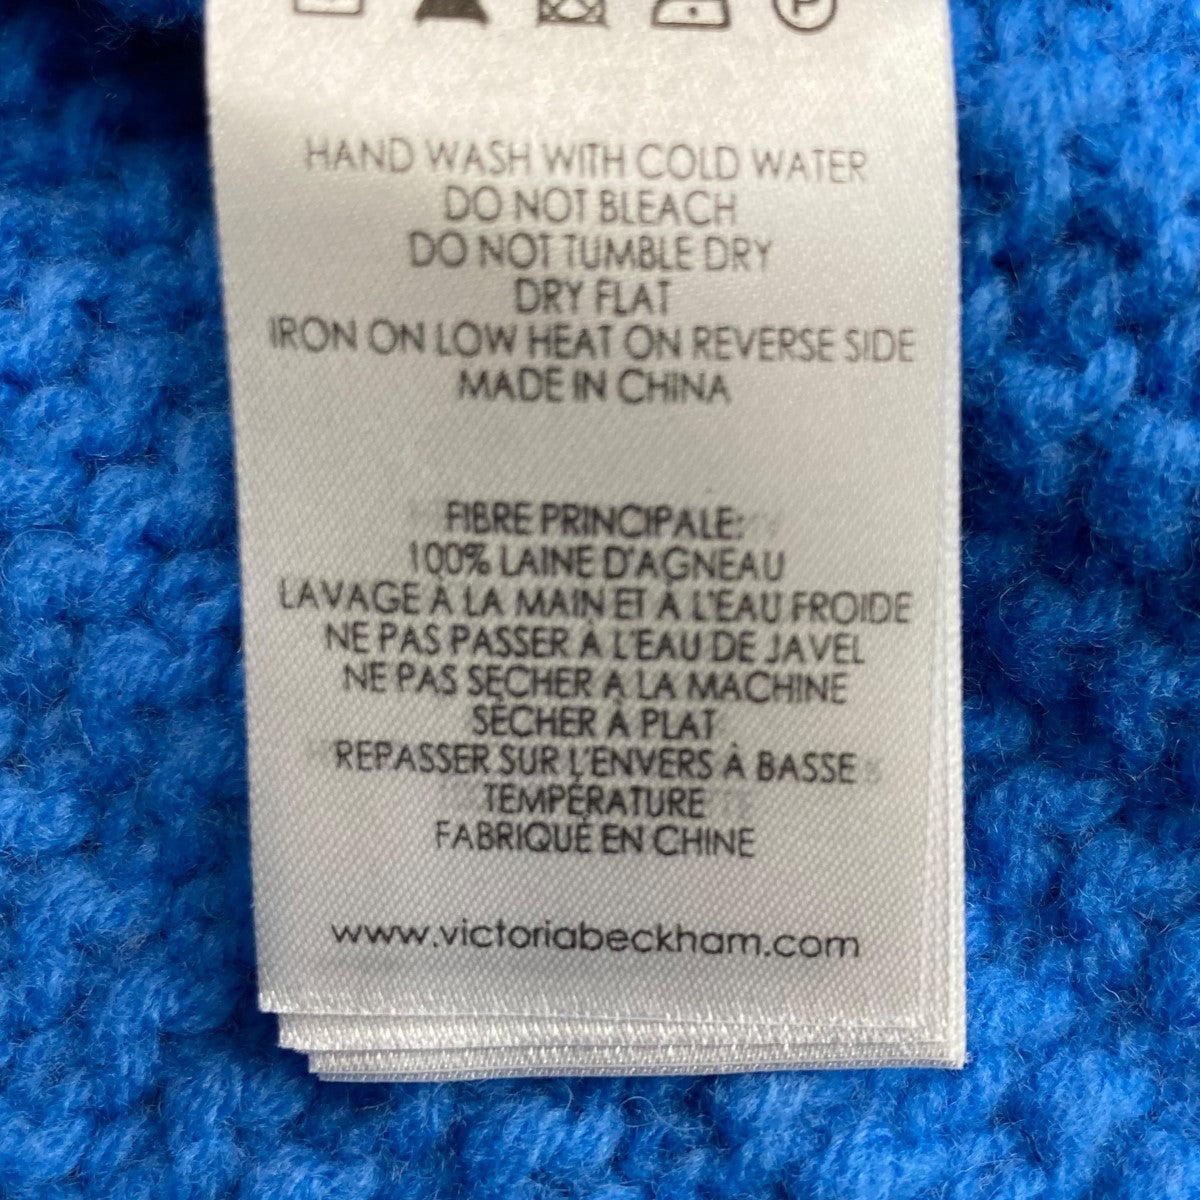 P
HAND WASH WITH COLD WATER
DO NOT BLEACH
DO NOT TUMBLE DRY
DRY FLAT
IRON ON LOW HEAT ON REVERSE SIDE
MADE IN CHINA
FIBRE PRINCIPALE:
100% LAINE D'AGNEAU
LAVAGE À LA MAIN ET À L'EAU FROIDE
NE PAS PASSER À L'EAU DE JAVEL
NE PAS SÉCHER À LA MACHINE
SÉCHER À PLAT
REPASSER SUR L'ENVERS À BASSE
TEMPÉRATURE
FABRIQUÉ EN CHINE
www.victoriabeckham.com